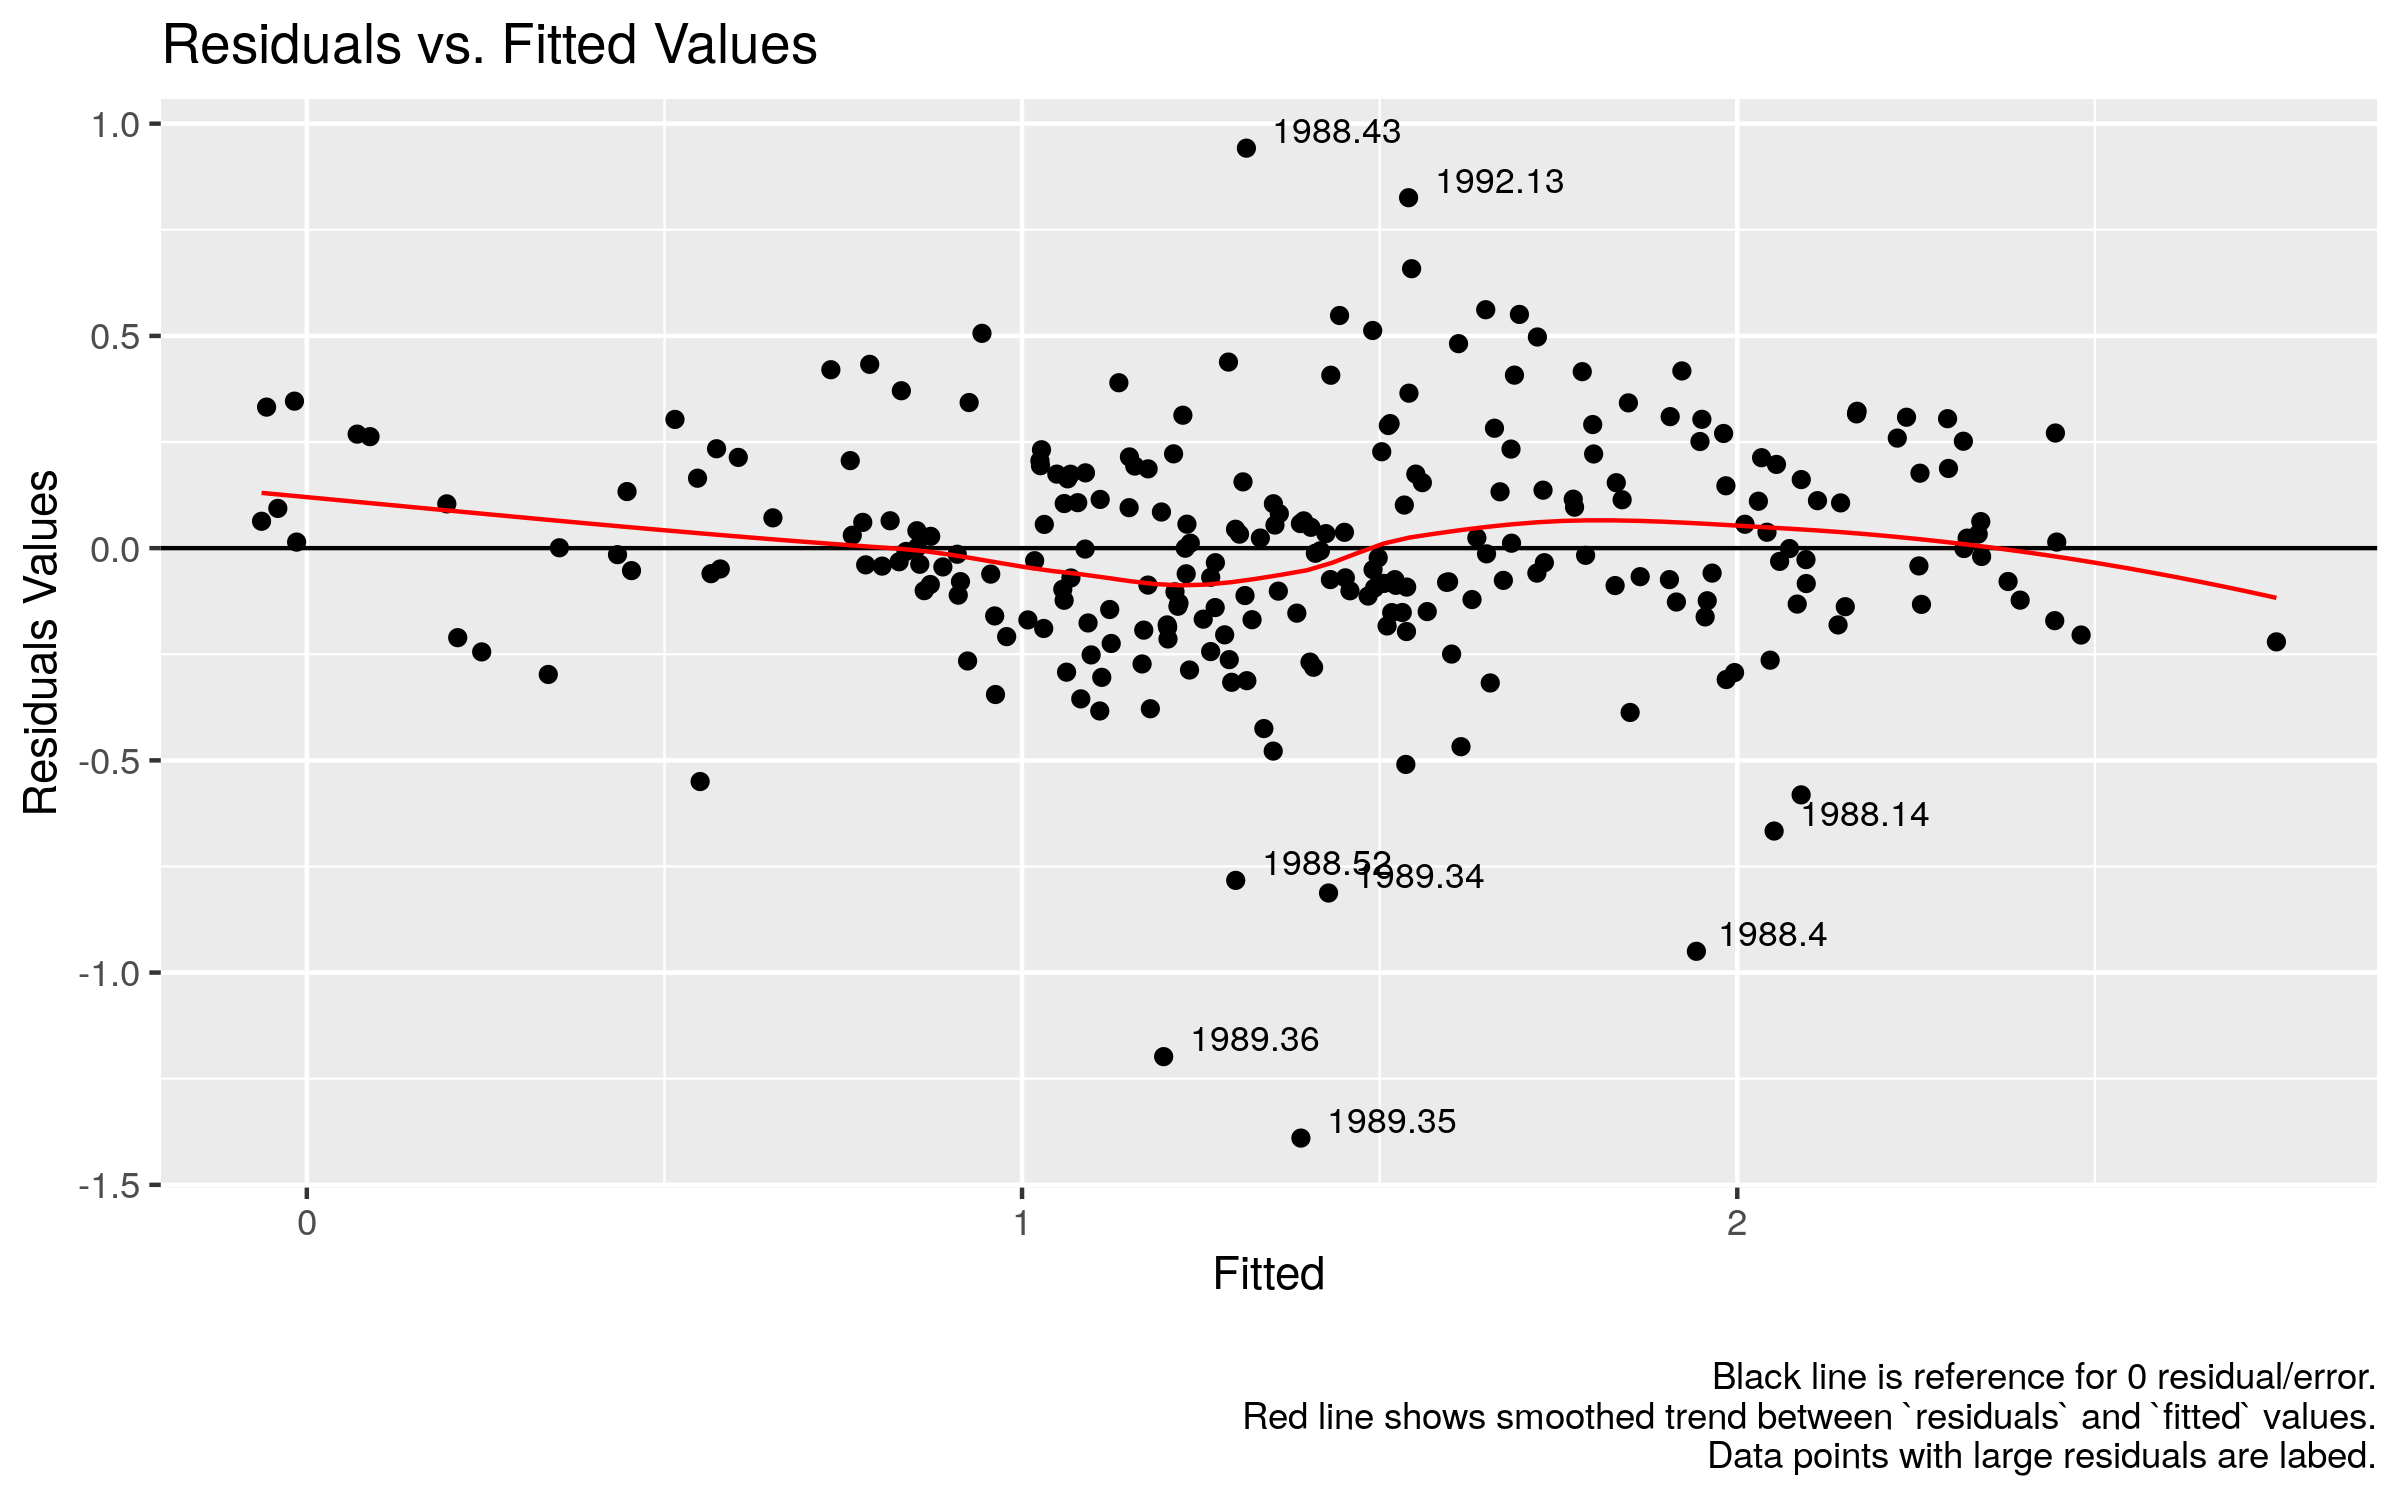 Residuals vs. Fitted Values
1.0
0.5
0.0
-0.5
-1.0
-1.5
Residuals Values
1988.43
1992.13
1988.14
1988.52
1989.34
1988.4
1989.36
1989.35
0
1
2
Fitted
Black line is reference for 0 residual/error.
Red line shows smoothed trend between `residuals` and `fitted` values.
Data points with large residuals are labed.